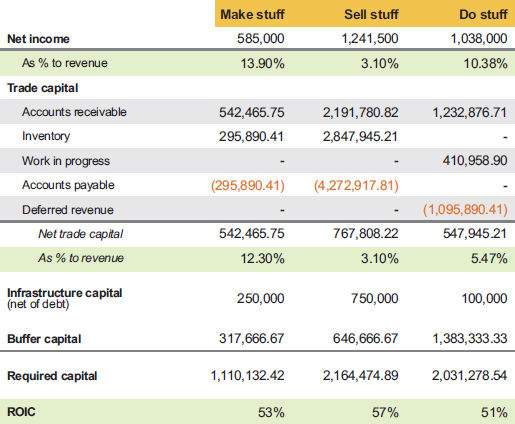 Make stuff Sell stuff Do stuff
Net income 585,000 1,241,500 1,038,000
As % to revenue 13.90% 3.10% 10.38%
Trade capital
Accounts receivable 542,465.75 2,191,780.82 1,232,876.71
Inventory 295,890.41 2,847,945.21 -
Work in progress - - 410,958.90
Accounts payable (295,890.41) (4,272,917.81) -
Deferred revenue - - (1,095,890.41)
Net trade capital 542,465.75 767,808.22 547,945.21
As % to revenue 12.30% 3.10% 5.47%
Infrastructure capital 250,000 750,000 100,000
(net of debt)
Buffer capital 317,666.67 646,666.67 1,383,333.33
Required capital 1,110,132.42 2,164,474.89 2,031,278.54
ROIC 53% 57% 51%